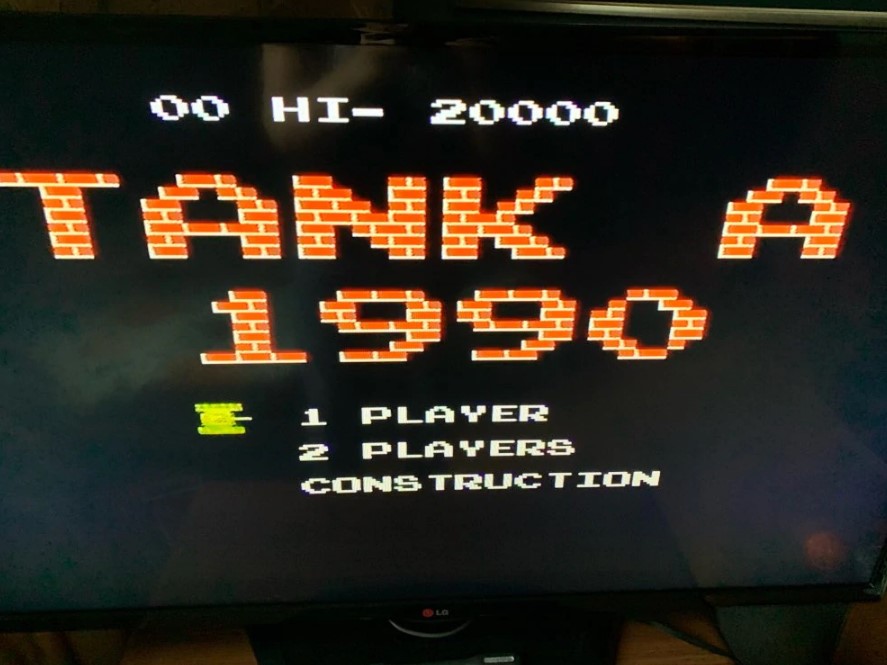 00 HI- 20000
TANK A
1990
1 PLAYER
2 PLAYERS
CONSTRUCTION
LG